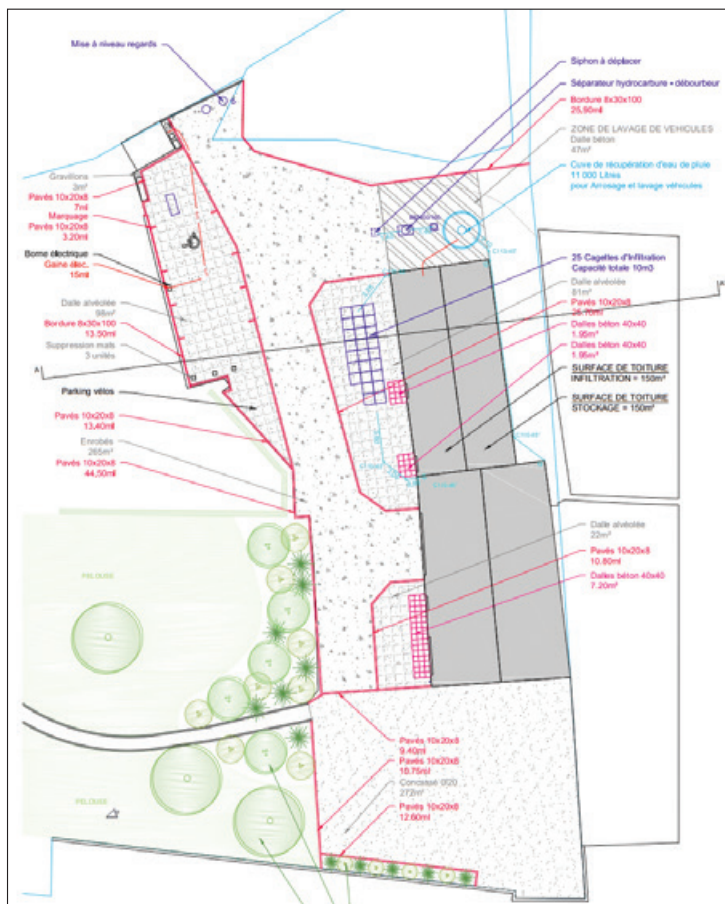 Mise à niveau regards
Siphon à déplacer
Séparateur hydrocarbure + débourbeur
Bordure 8x30x100
25,90ml
ZONE DE LAVAGE DE VEHICULES
Dalle béton
47m²
Cuve de récupération d'eau de pluie
11 000 Litres
pour Arrosage et lavage véhicules
Gravillons
3m²
Pavés 10x20x8
7ml
Marquage
Pavés 10x20x8
3.20ml
Borne électrique
Gaine élec.
15ml
Dalle alvéolée
98m²
Bordure 8x30x100
13.50ml
Suppression mats
3 unités
Parking vélos
Pavés 10x20x8
13,40ml
Enrobés
265m²
Pavés 10x20x8
44,50ml
25 Cagettes d'Infiltration
Capacité totale 10m3
Dalle alvéolée
81m²
Pavés 10x20x8
Dalles béton 40x40
1.95m²
Dalles béton 40x40
1.95m²
SURFACE DE TOITURE
INFILTRATION = 150m²
SURFACE DE TOITURE
STOCKAGE = 150m²
A
Dalle alvéolée
22m²
Pavés 10x20x8
10.80ml
Dalles béton 40x40
7.20m²
PELOUSE
Pavés 10x20x8
9.40ml
Pavés 10x20x8
18.75ml
Concassé 0/20
272m²
Pavés 10x20x8
12.60ml
PELOUSE